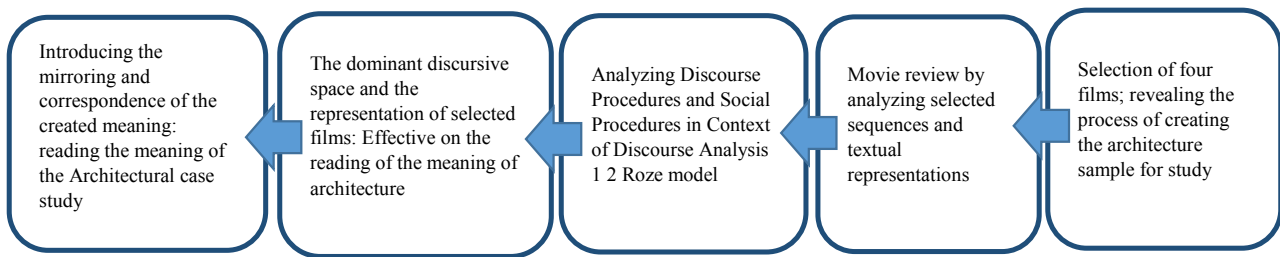 Introducing the
mirroring and
correspondence of the
created meaning:
reading the meaning of
the Architectural case
study
The dominant discursive
space and the
representation of selected
films: Effective on the
reading of the meaning of
architecture
Analyzing Discourse
Procedures and Social
Procedures in Context
of Discourse Analysis
1 2 Roze model
Movie review by
analyzing selected
sequences and
textual
representations
Selection of four
films; revealing the
process of creating
the architecture
sample for study